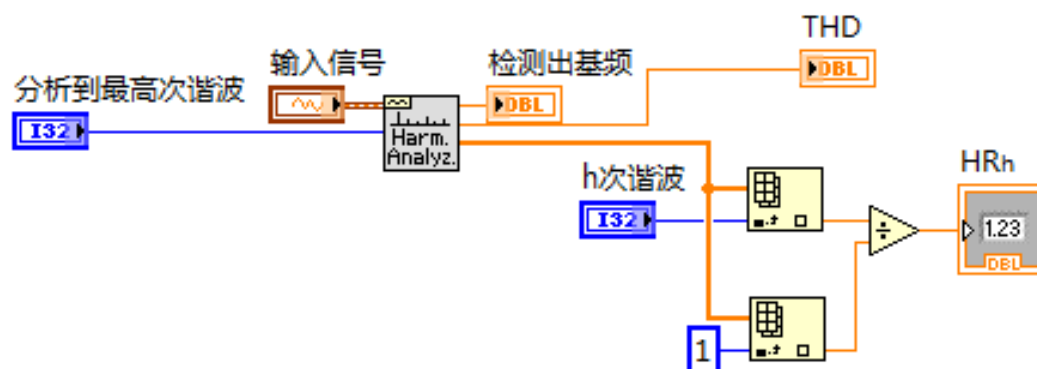 THD
输入信号
检测出基频
DBL
分析到最高次谐波
DBL
I32
Harm.
Analyz.
h次谐波
HRh
I32
1.23
DBL
1